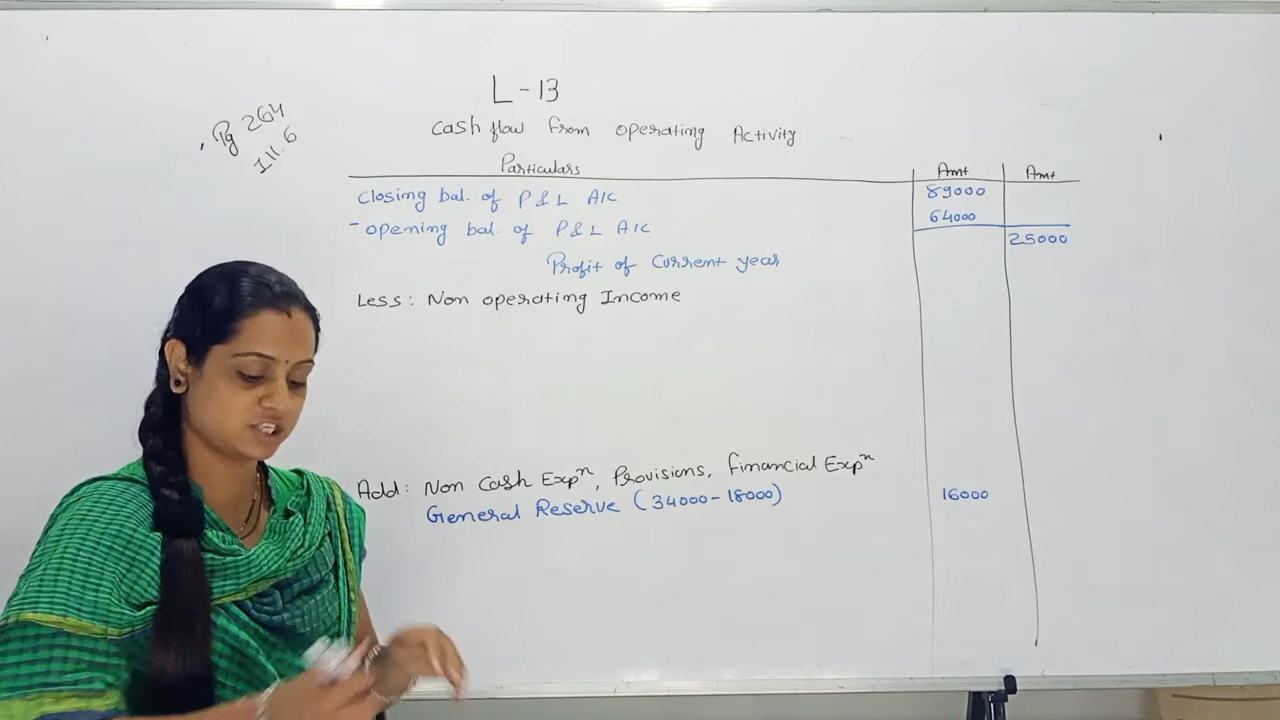 L-13
Pg 264
Ill. 6
Cash flow from operating Activity
Particulars Amt Amt
Closing bal. of P & L A/C 89000
- opening bal. of P & L A/C 64000
25000
Profit of Current year
Less: Non operating Income
Add: Non Cash Expⁿ, Provisions, financial Expⁿ
General Reserve (34000-18000) 16000